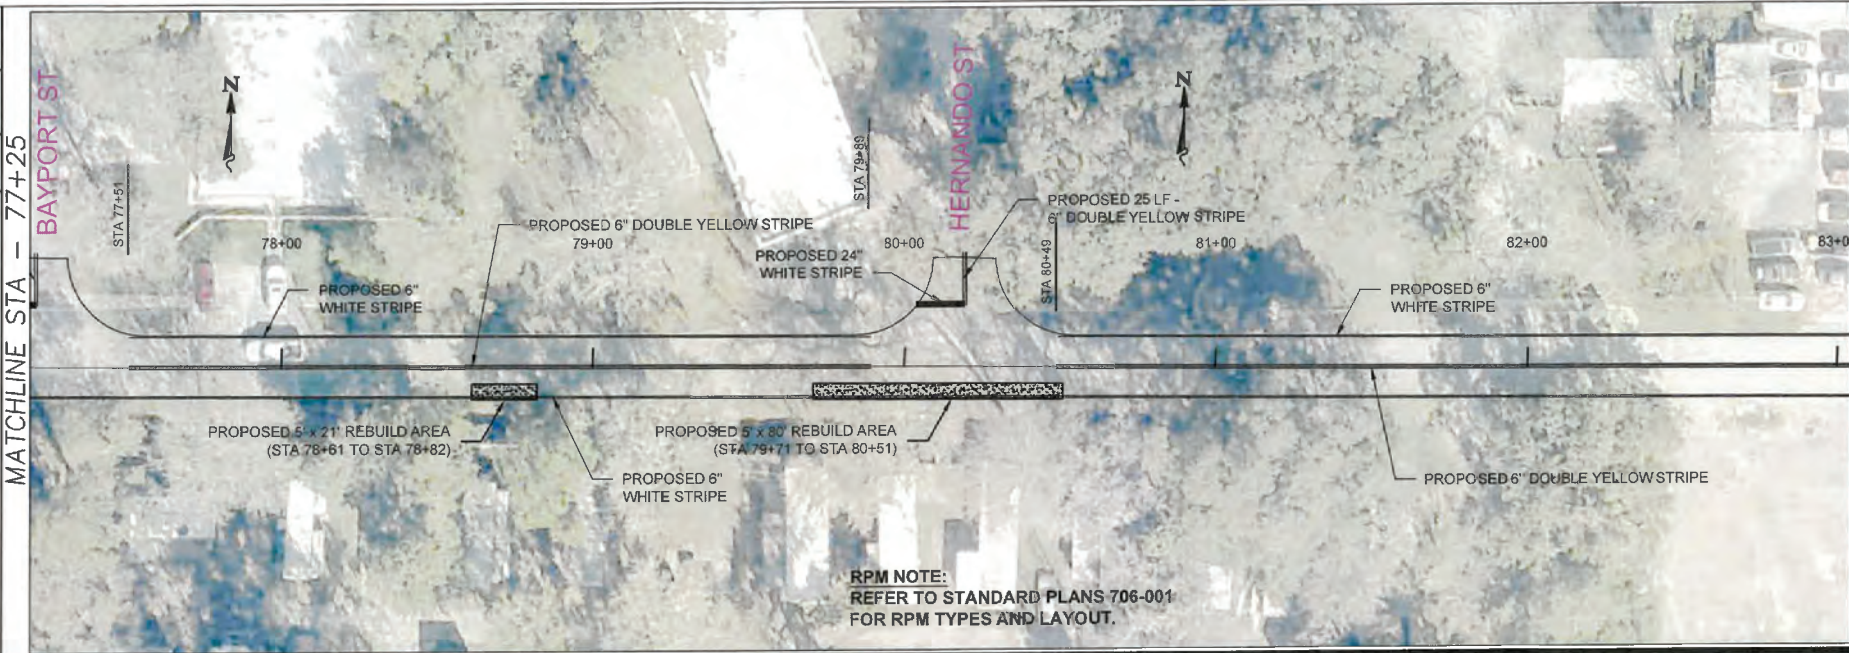 MATCHLINE STA - 77+25
BAYPORT ST
STA 77+51
N
78+00
PROPOSED 6"
WHITE STRIPE
PROPOSED 6" DOUBLE YELLOW STRIPE
79+00
STA 79+89
PROPOSED 24"
WHITE STRIPE
80+00
HERNANDO ST
PROPOSED 25 LF -
6" DOUBLE YELLOW STRIPE
STA 80+49
N
81+00
PROPOSED 6"
WHITE STRIPE
82+00
83+0
PROPOSED 5' x 21' REBUILD AREA
(STA 78+61 TO STA 78+82)
PROPOSED 6"
WHITE STRIPE
PROPOSED 5' x 80' REBUILD AREA
(STA 79+71 TO STA 80+51)
PROPOSED 6" DOUBLE YELLOW STRIPE
RPM NOTE:
REFER TO STANDARD PLANS 706-001
FOR RPM TYPES AND LAYOUT.